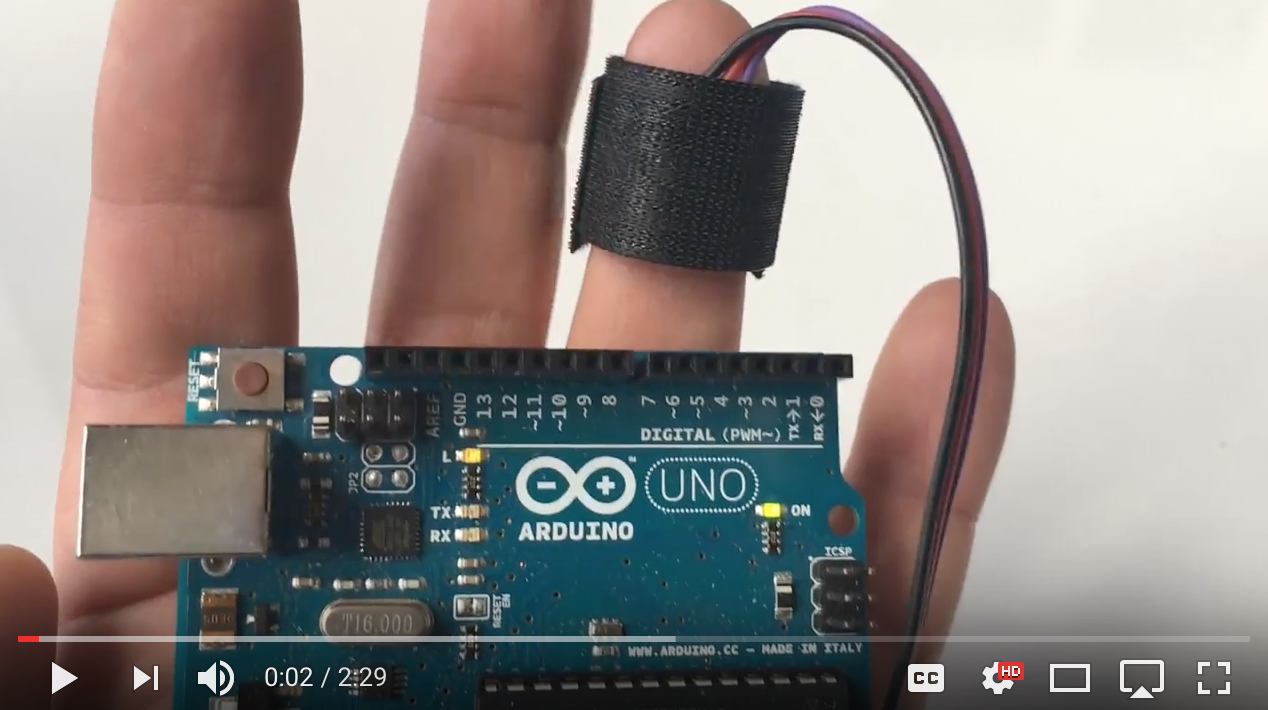 RESET
AREF
GND
13
12
~11
~10
~9
8
7
~6
~5
4
~3
2
TX→1
RX←0
DIGITAL (PWM~)
L
JP2
TX
RX
UNO
ARDUINO
ON
ICSP
RESET
EN
T16.000
WWW.ARDUINO.CC – MADE IN ITALY
0:02 / 2:29
CC
HD